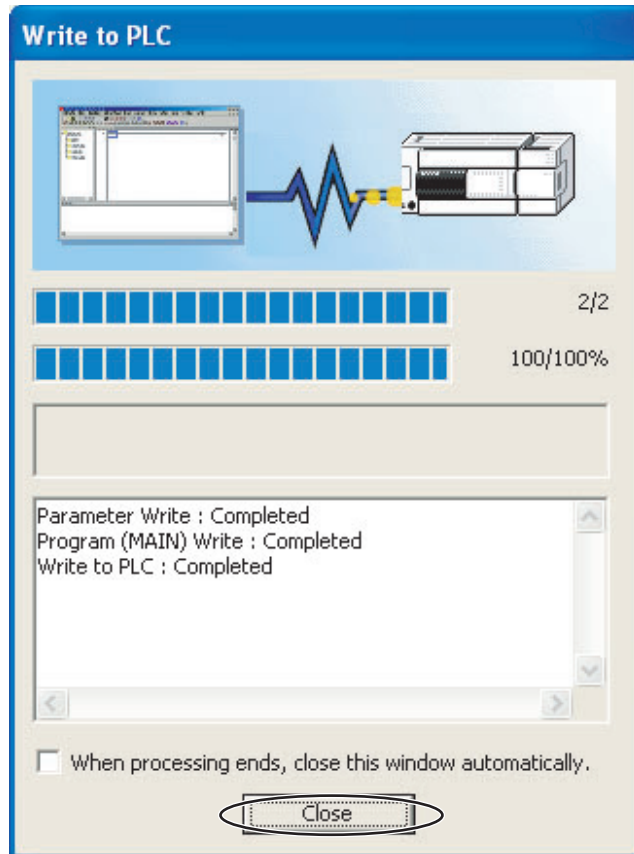 Write to PLC
2/2
100/100%
Parameter Write : Completed
Program (MAIN) Write : Completed
Write to PLC : Completed
When processing ends, close this window automatically.
Close